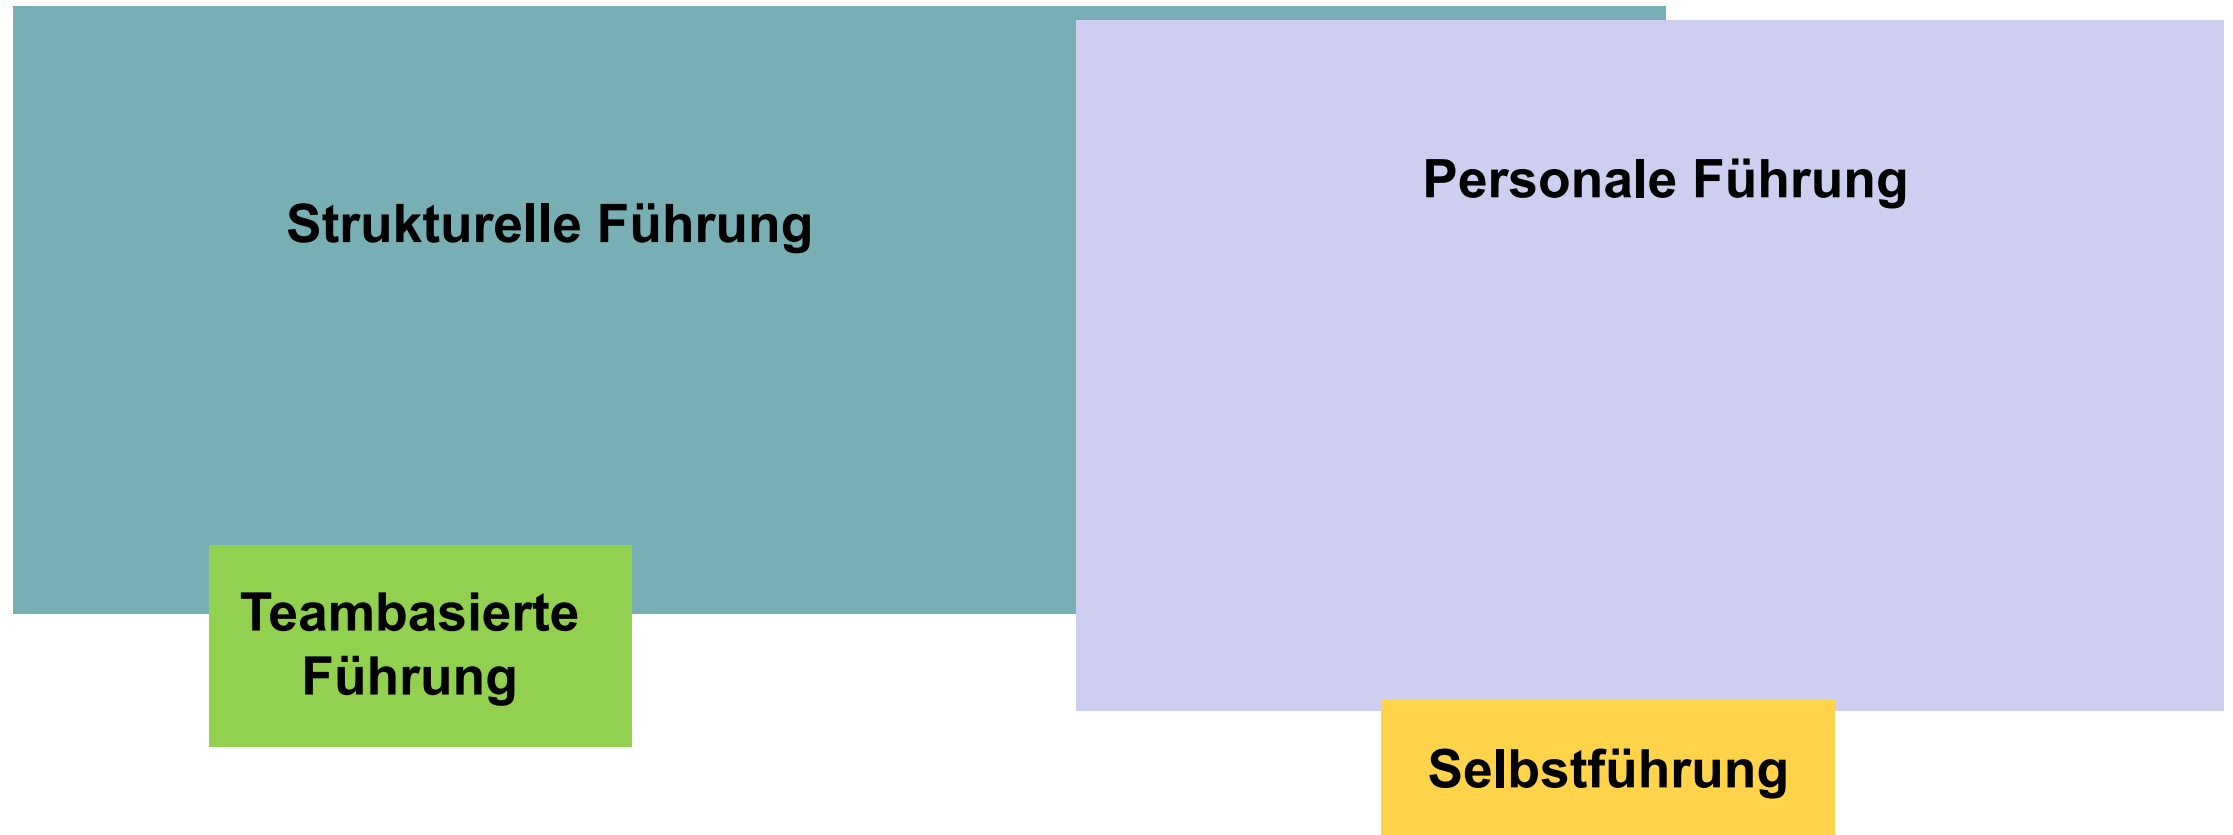 Strukturelle Führung
Personale Führung
Teambasierte
Führung
Selbstführung